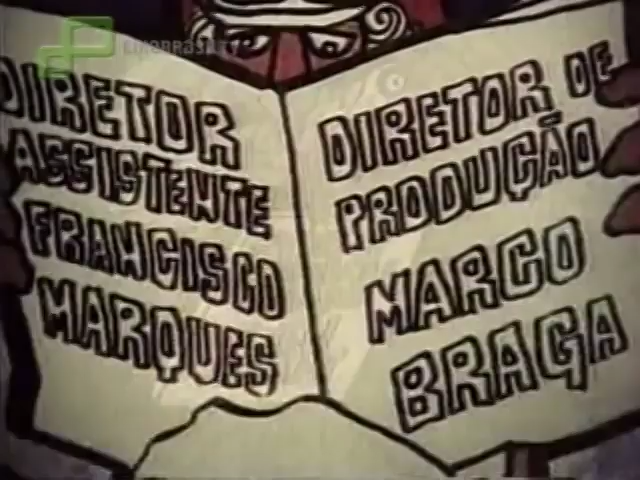 DIRETOR
ASSISTENTE
FRANCISCO
MARQUES
DIRETOR DE
PRODUÇÃO
MARCO
BRAGA